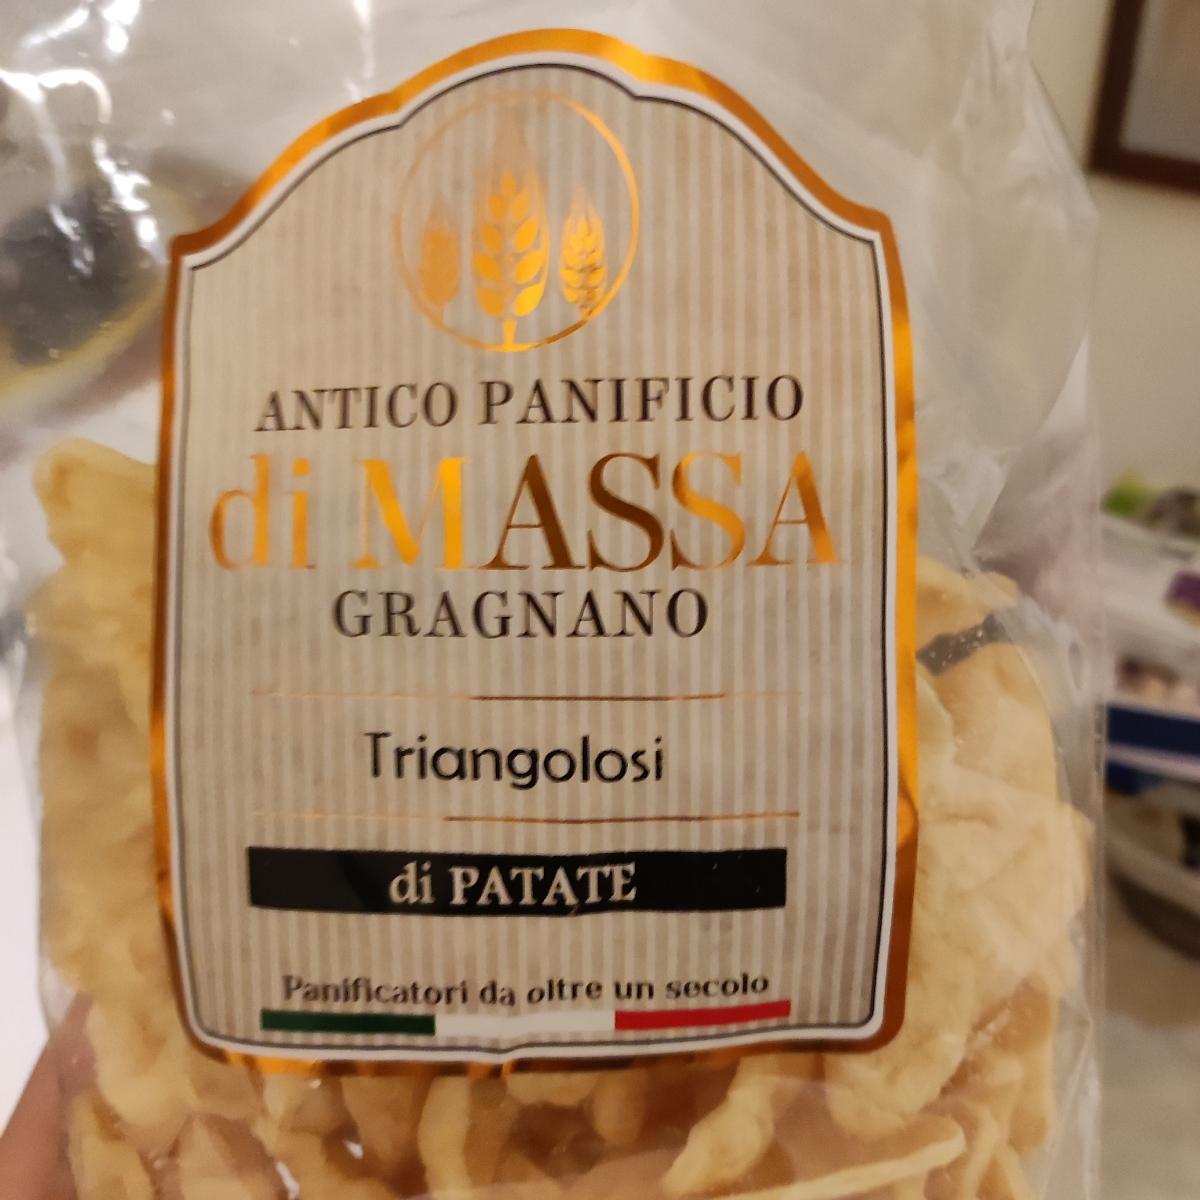 ANTICO PANIFICIO
di MASSA
GRAGNANO
Triangolosi
di PATATE
Panificatori da oltre un secolo